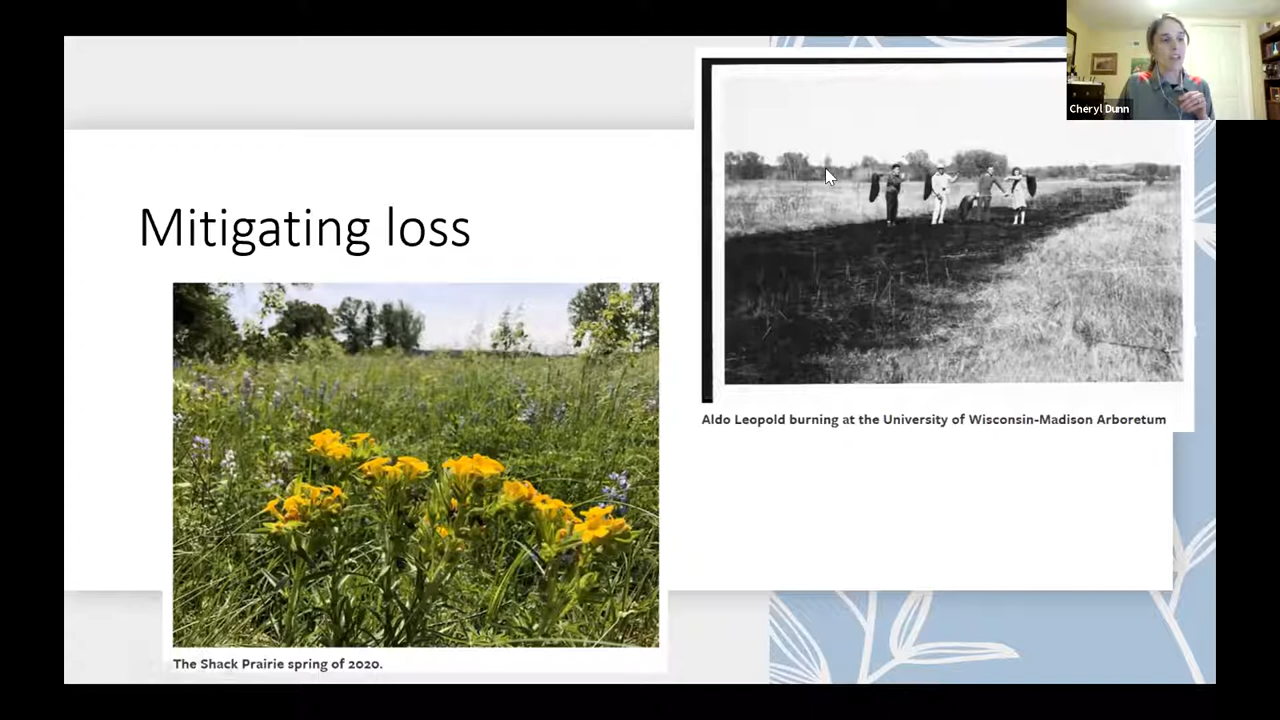 Cheryl Dunn
Mitigating loss
Aldo Leopold burning at the University of Wisconsin-Madison Arboretum
The Shack Prairie spring of 2020.